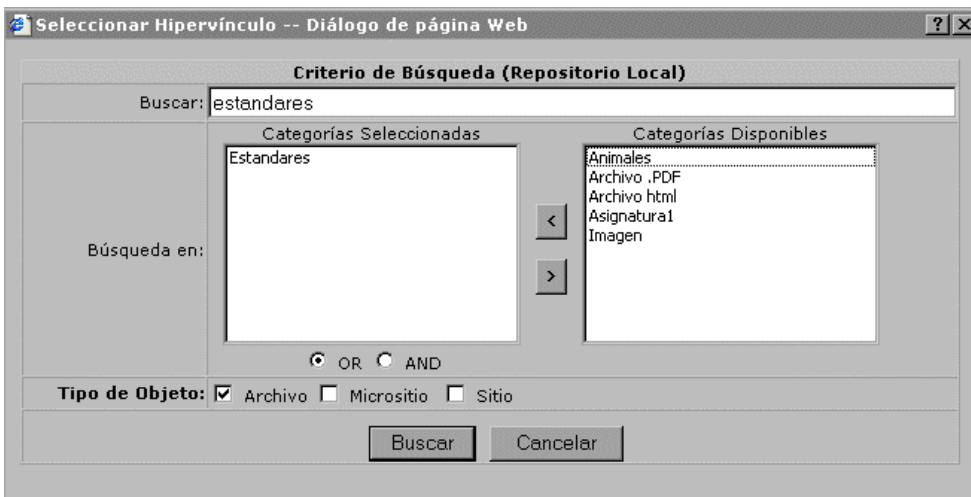 Seleccionar Hipervínculo -- Diálogo de página Web
Criterio de Búsqueda (Repositorio Local)
Buscar: estandares
Categorías Seleccionadas Categorías Disponibles
Estandares
Animales
Archivo .PDF
Archivo html
Asignatura1
Imagen
<
Búsqueda en:
>
OR AND
Tipo de Objeto: Archivo Micrositio Sitio
Buscar Cancelar